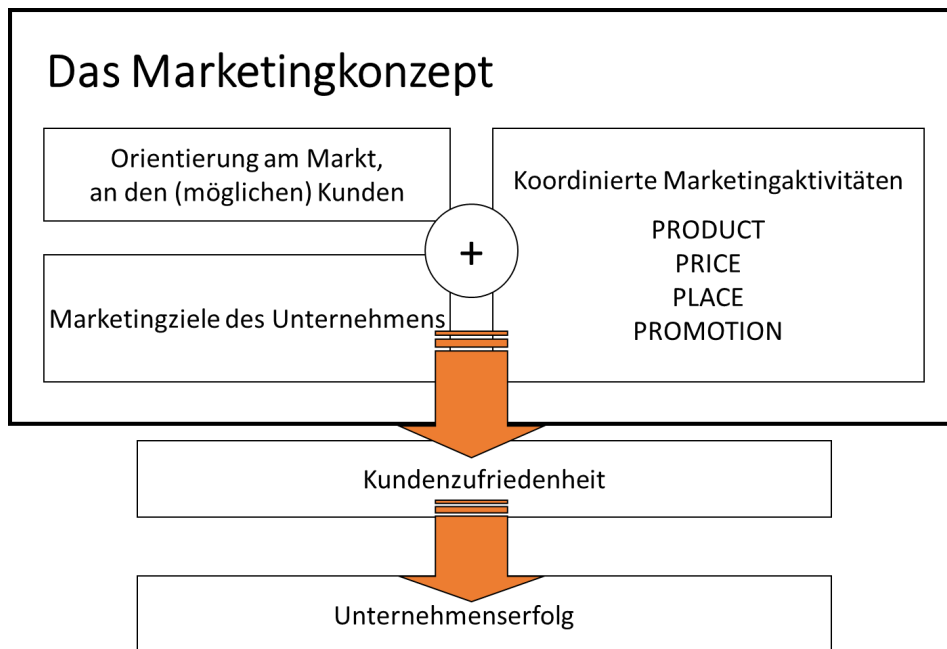 Das Marketingkonzept
Orientierung am Markt,
an den (möglichen) Kunden
Marketingziele des Unternehmens
+
Koordinierte Marketingaktivitäten
PRODUCT
PRICE
PLACE
PROMOTION
Kundenzufriedenheit
Unternehmenserfolg